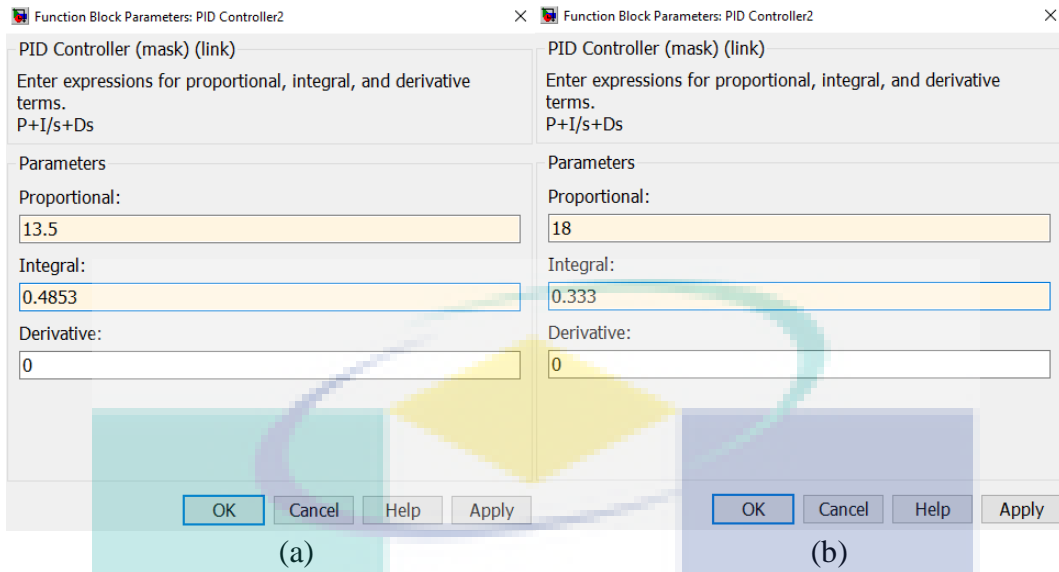 Function Block Parameters: PID Controller2
PID Controller (mask) (link)
Enter expressions for proportional, integral, and derivative
terms.
P+I/s+Ds
Parameters
Proportional:
13.5
Integral:
0.4853
Derivative:
0
OK Cancel Help Apply
(a)
Function Block Parameters: PID Controller2
PID Controller (mask) (link)
Enter expressions for proportional, integral, and derivative
terms.
P+I/s+Ds
Parameters
Proportional:
18
Integral:
0.333
Derivative:
0
OK Cancel Help Apply
(b)